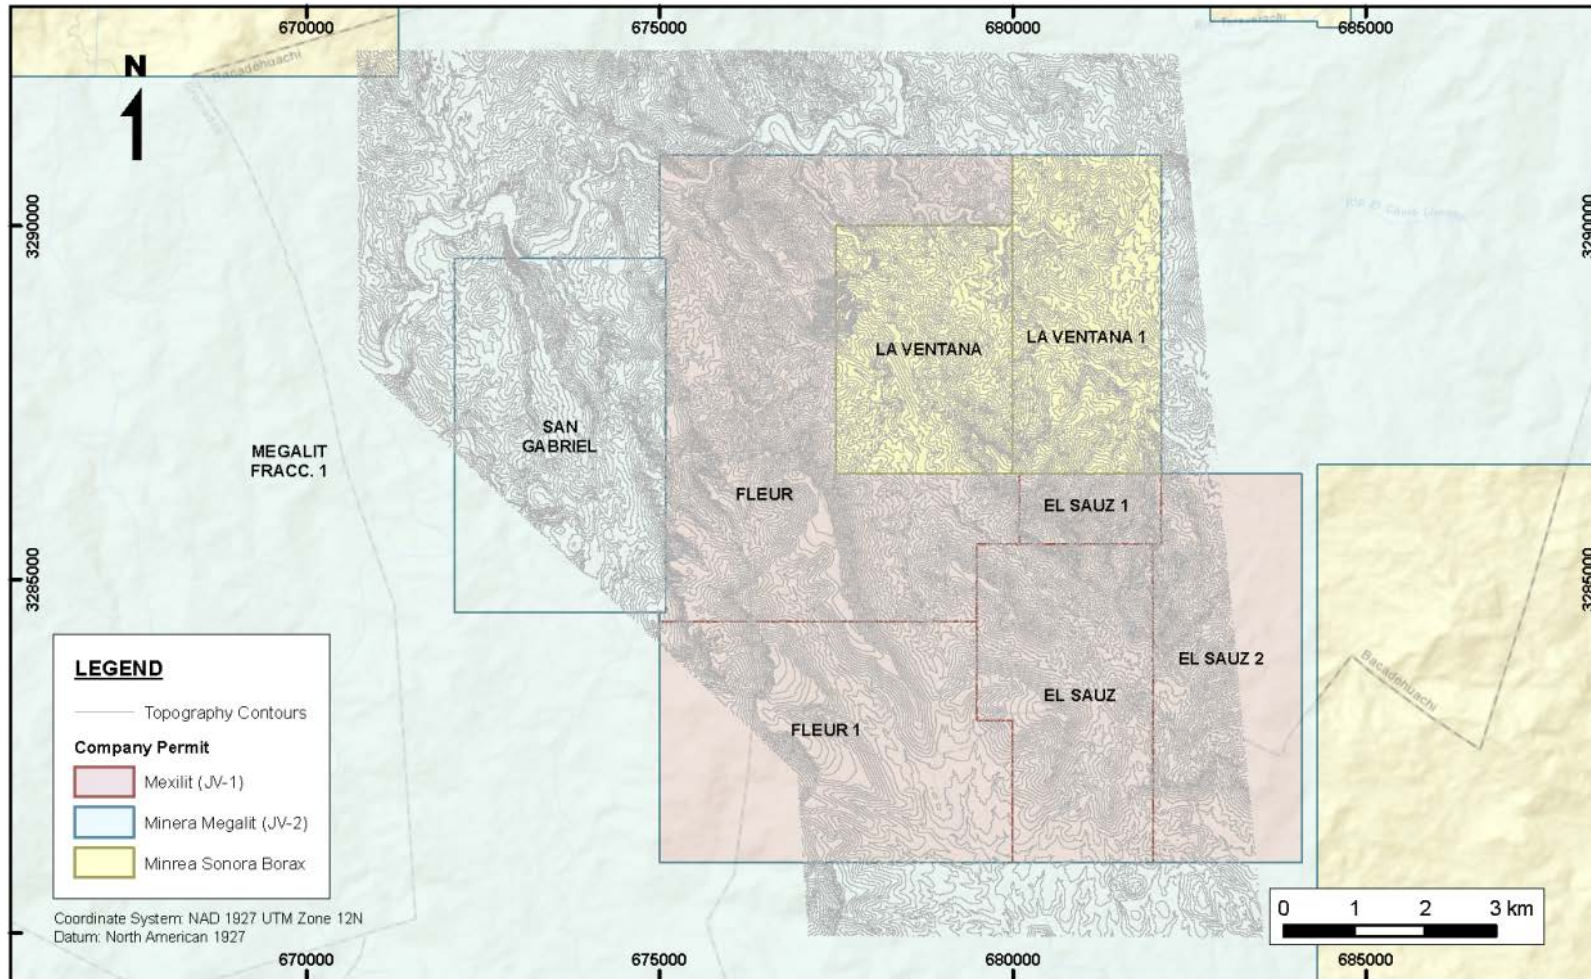 670000
675000
680000
685000
Bacadehuachi
N
3290000
3290000
LA VENTANA
LA VENTANA 1
SAN
GABRIEL
MEGALIT
FRACC. 1
FLEUR
EL SAUZ 1
3285000
3285000
EL SAUZ 2
EL SAUZ
Bacadehuachi
FLEUR 1
LEGEND
Topography Contours
Company Permit
Mexilit (JV-1)
Minera Megalit (JV-2)
Minrea Sonora Borax
Coordinate System: NAD 1927 UTM Zone 12N
Datum: North American 1927
0 1 2 3 km
670000
675000
680000
685000